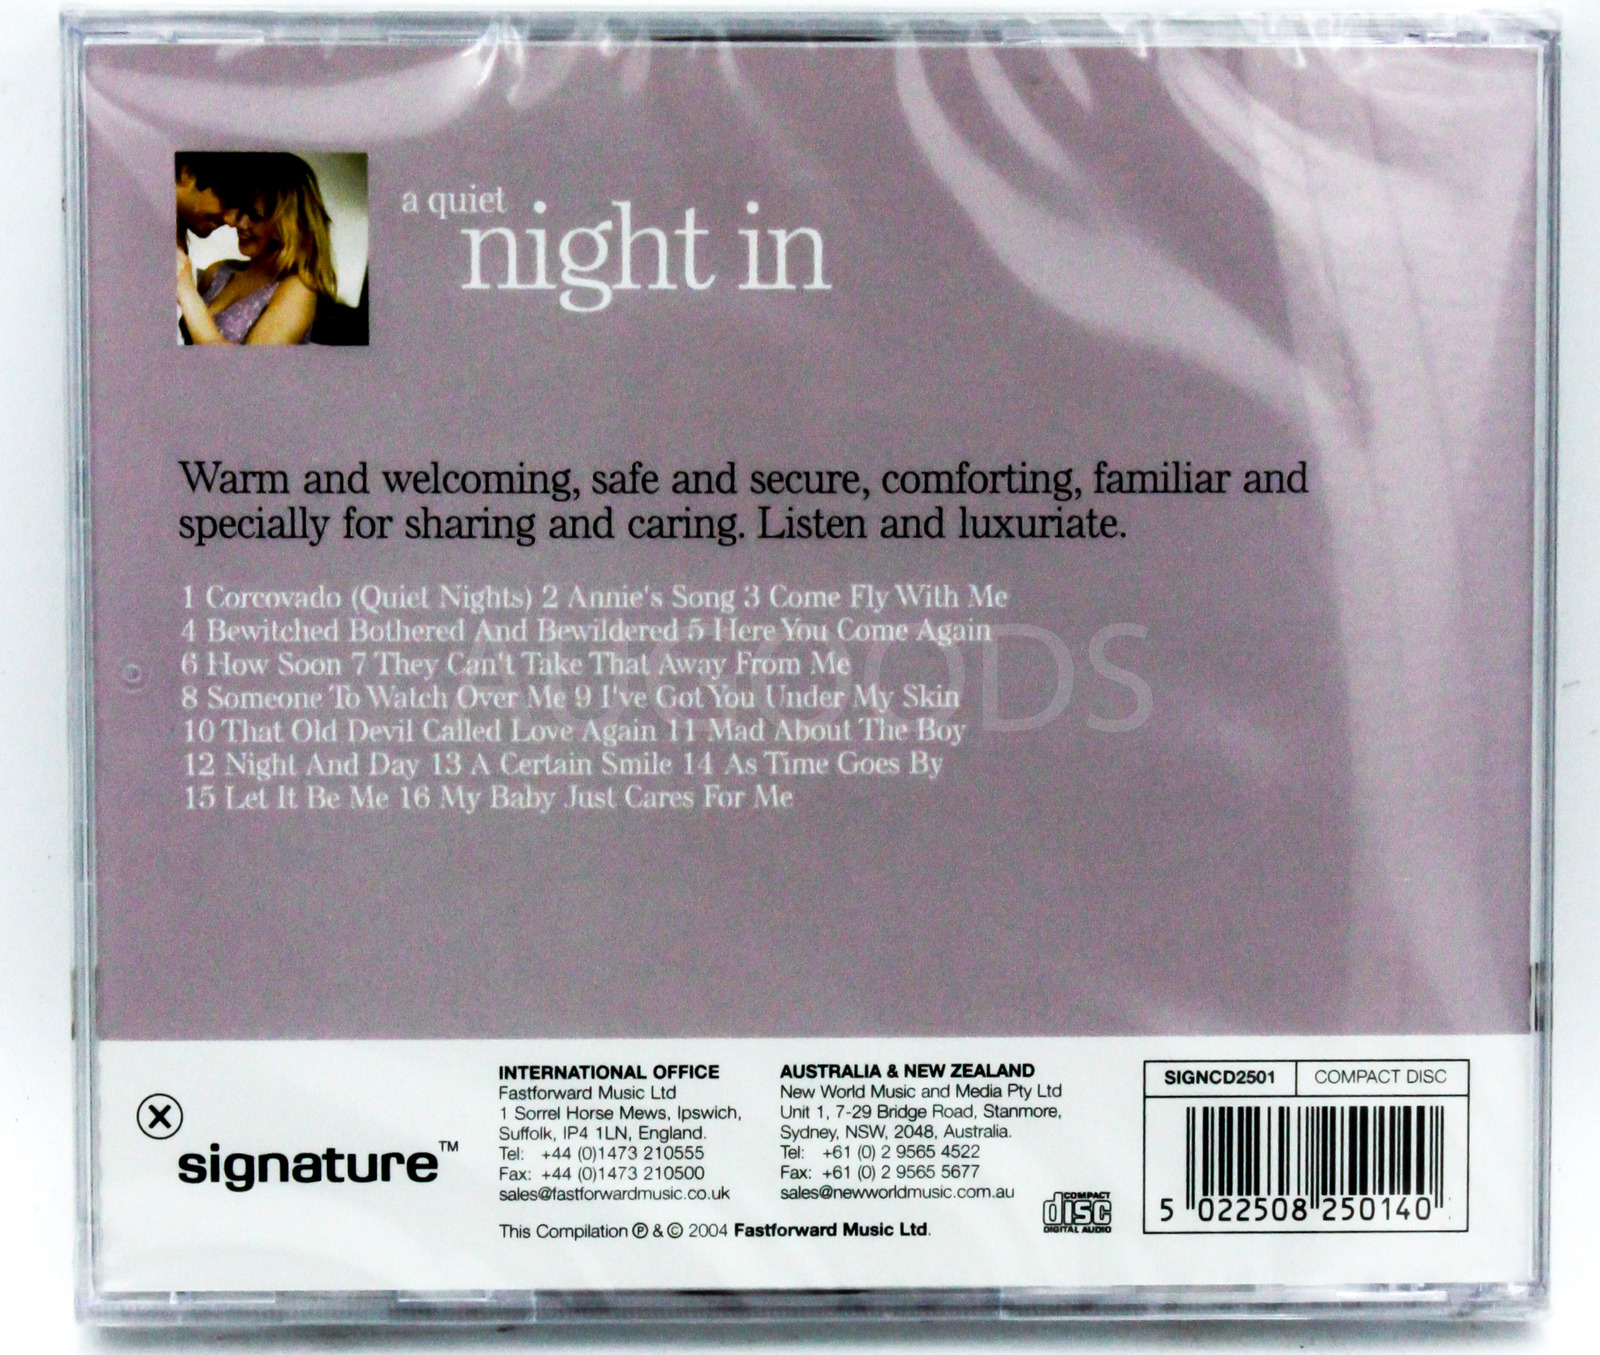 a quiet
night in
Warm and welcoming, safe and secure, comforting, familiar and
specially for sharing and caring. Listen and luxuriate.
1 Corcovado (Quiet Nights) 2 Annie's Song 3 Come Fly With Me
4 Bewitched Bothered And Bewildered 5 Here You Come Again
6 How Soon 7 They Can't Take That Away From Me
8 Someone To Watch Over Me 9 I've Got You Under My Skin
10 That Old Devil Called Love Again 11 Mad About The Boy
12 Night And Day 13 A Certain Smile 14 As Time Goes By
15 Let It Be Me 16 My Baby Just Cares For Me
AUGOODS
signature™
INTERNATIONAL OFFICE
Fastforward Music Ltd
1 Sorrel Horse Mews, Ipswich,
Suffolk, IP4 1LN, England.
Tel: +44 (0)1473 210555
Fax: +44 (0)1473 210500
sales@fastforwardmusic.co.uk
AUSTRALIA & NEW ZEALAND
New World Music and Media Pty Ltd
Unit 1, 7-29 Bridge Road, Stanmore,
Sydney, NSW, 2048, Australia.
Tel: +61 (0) 2 9565 4522
Fax: +61 (0) 2 9565 5677
sales@newworldmusic.com.au
This Compilation ℗ & © 2004 Fastforward Music Ltd.
COMPACT
disc
DIGITAL AUDIO
SIGNCD2501 COMPACT DISC
5 022508 250140